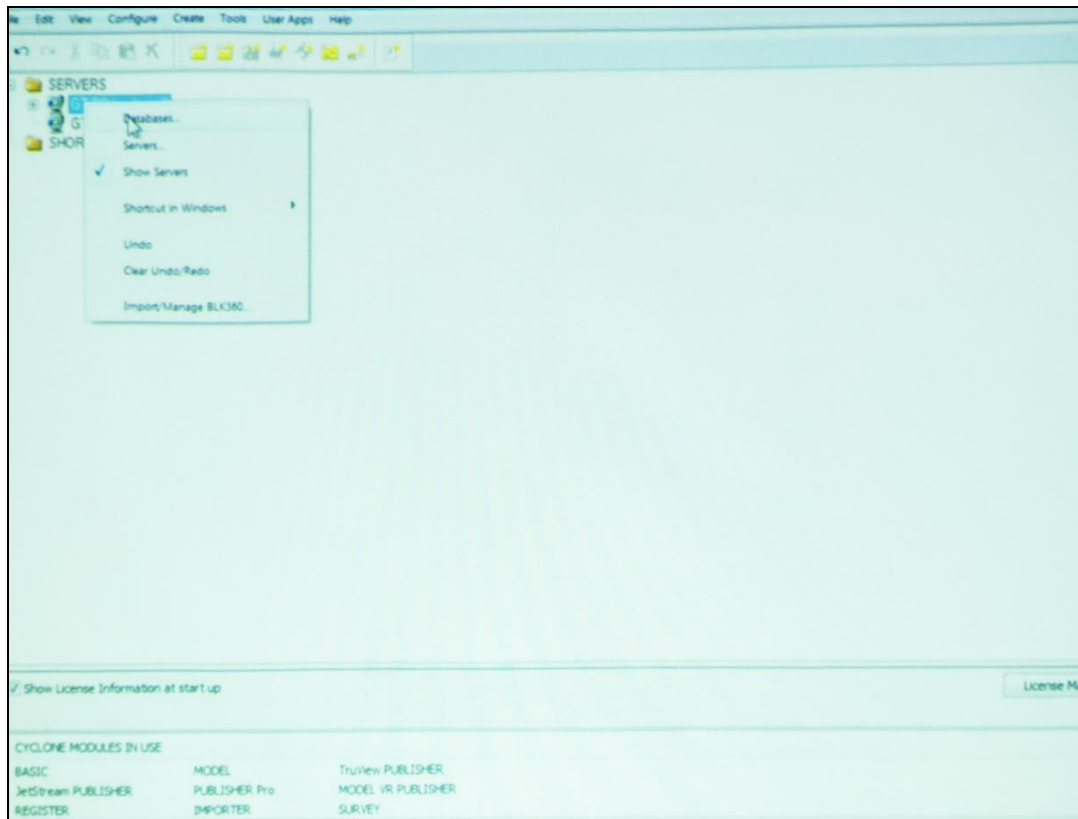 Edit View Configure Create Tools User Apps Help
SERVERS
Databases...
Servers...
Show Servers
Shortcut in Windows
Undo
Clear Undo/Redo
Import/Manage BLK360...
Show License Information at start up
License
CYCLONE MODULES IN USE
BASIC MODEL TruView PUBLISHER
JetStream PUBLISHER PUBLISHER Pro MODEL VR PUBLISHER
REGISTER IMPORTER SURVEY